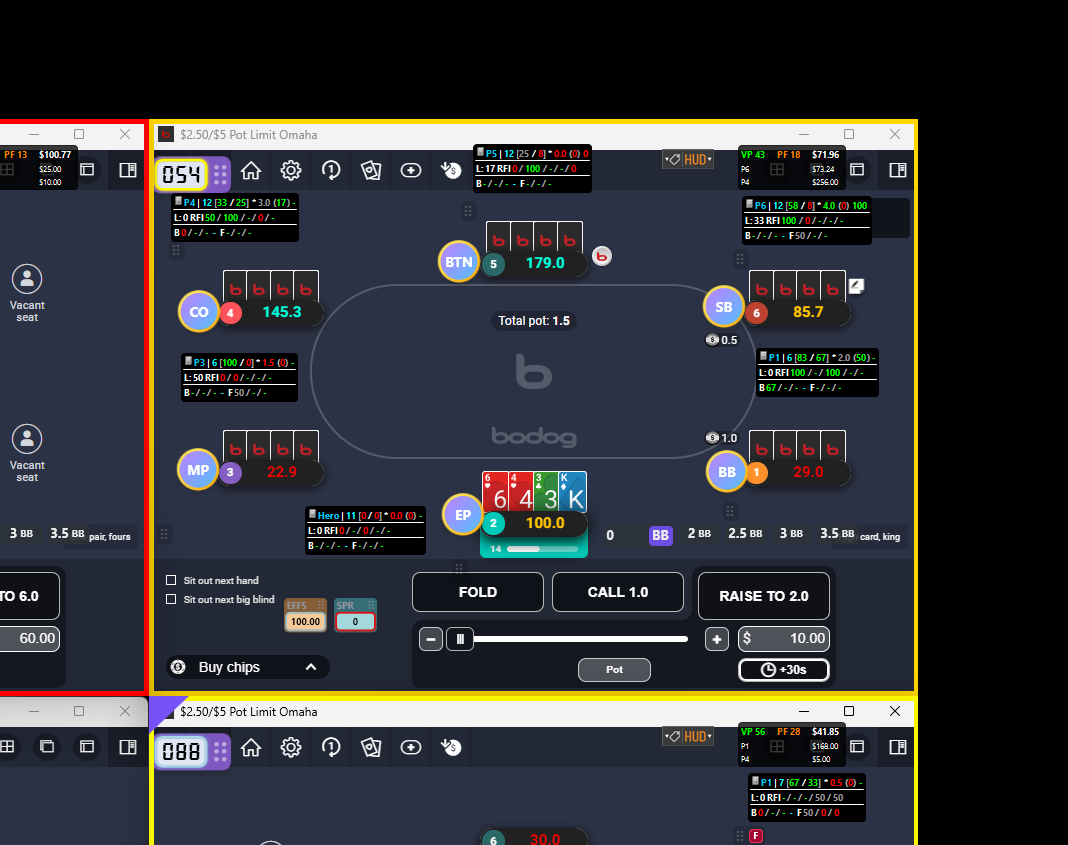 $2.50/$5 Pot Limit Omaha
PF 13 $100.77
$25.00
$10.00
054
P5 | 12 [25 / 8] * 0.0 (0) 0
L: 17 RFI 0 / 100 / - / - / 0
B - / - / - - F - / - / -
HUD
VP 43 PF 18 $71.96
P6 $73.24
P4 $256.00
P4 | 12 [33 / 25] * 3.0 (17) -
L: 0 RFI 50 / 100 / - / 0 / -
B 0 / - / - - F - / - / -
P6 | 12 [58 / 8] * 4.0 (0) 100
L: 33 RFI 100 / 0 / - / - / -
B - / - / - - F 50 / - / -
BTN 5 179.0
b
Vacant
seat
CO 4 145.3
SB 6 85.7
Total pot: 1.5
0.5
P3 | 6 [100 / 0] * 1.5 (0) -
L: 50 RFI 0 / 0 / - / - / -
B - / - / - - F 50 / - / -
P1 | 6 [83 / 67] * 2.0 (50) -
L: 0 RFI 100 / - / 100 / - / -
B 67 / - / - - F - / - / -
b
bodog
1.0
Vacant
seat
MP 3 22.9
BB 1 29.0
6 4 3 K
6 4 3 K
EP 2 100.0
14
Hero | 11 [0 / 0] * 0.0 (0) -
L: 0 RFI 0 / - / 0 / - / -
B - / - / - - F - / - / -
3 BB 3.5 BB pair, fours
0 BB 2 BB 2.5 BB 3 BB 3.5 BB card, king
Sit out next hand
Sit out next big blind
EFFS SPR
100.00 0
FOLD CALL 1.0 RAISE TO 2.0
TO 6.0
60.00
$ 10.00
Buy chips
Pot
+30s
$2.50/$5 Pot Limit Omaha
088
HUD
VP 56 PF 28 $41.85
P1 $168.00
P4 $5.00
P1 | 7 [67 / 33] * 0.5 (0) -
L: 0 RFI - / - / - / 50 / 50
B 0 / - / - - F 50 / 0 / 0
F
6 30.0